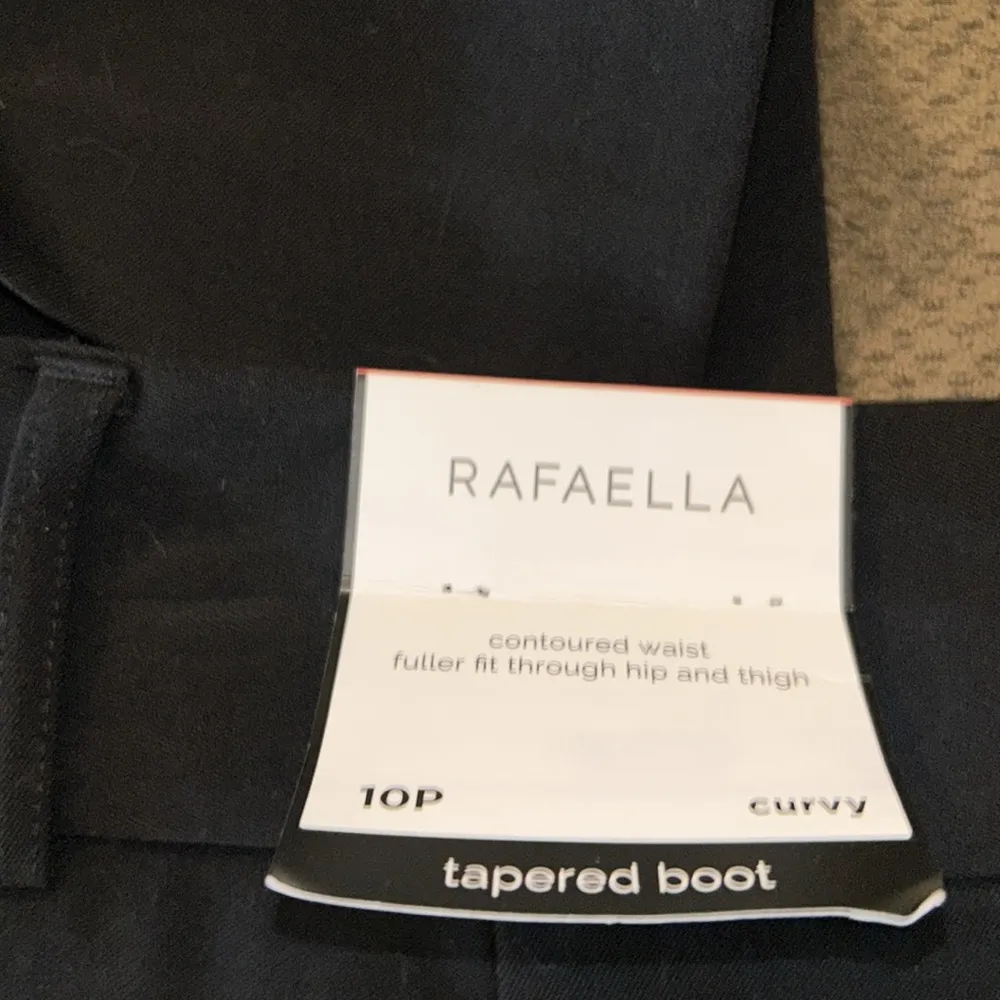 RAFAELLA
contoured waist
fuller fit through hip and thigh
10P curvy
tapered boot